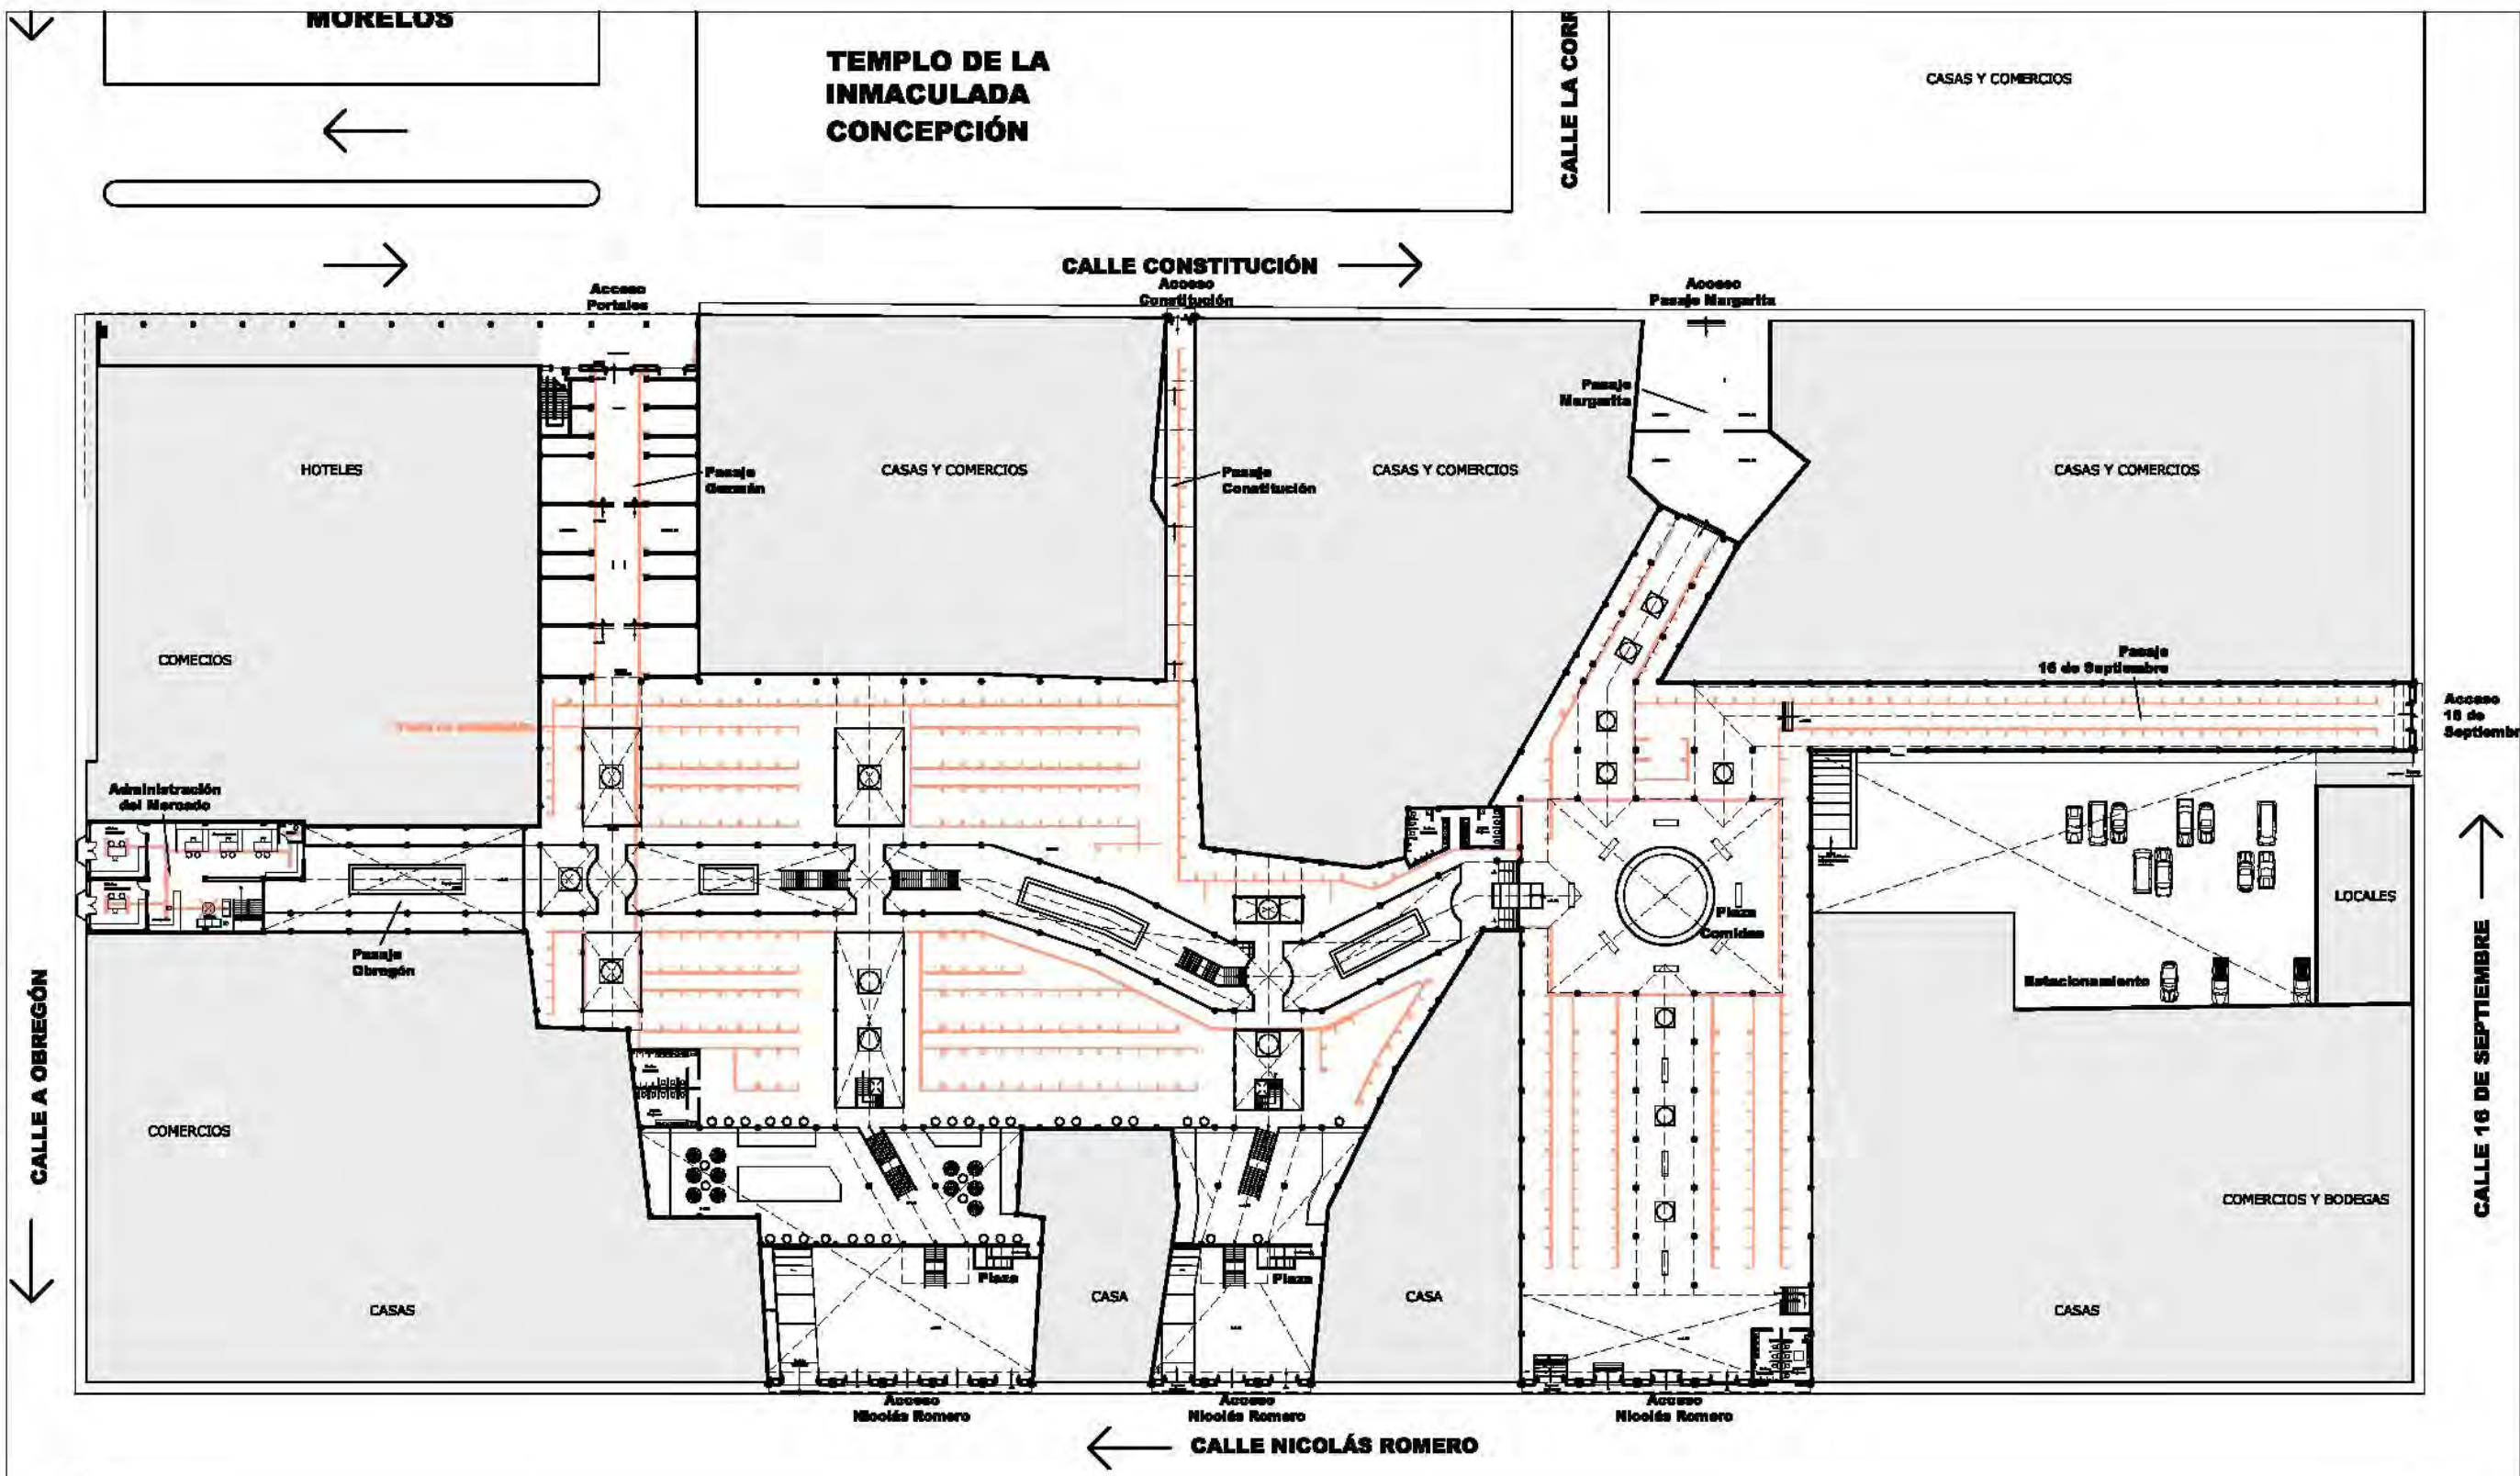 MORELOS
TEMPLO DE LA
INMACULADA
CONCEPCIÓN
CALLE LA CORR
CASAS Y COMERCIOS
CALLE CONSTITUCIÓN
Acceso
Portales
Acceso
Constitución
Acceso
Pasaje Margarita
Pasaje
Margarita
HOTELES
Pasaje
Guzmán
CASAS Y COMERCIOS
Pasaje
Constitución
CASAS Y COMERCIOS
CASAS Y COMERCIOS
COMECIOS
Pasaje
16 de Septiembre
Acceso
16 de
Septiembr
Administración
del Mercado
LOCALES
Plaza
Comidas
Pasaje
Obregón
Estacionamiento
CALLE A OBREGÓN
CALLE 16 DE SEPTIEMBRE
COMERCIOS
COMERCIOS Y BODEGAS
Plaza
Plaza
CASAS
CASA
CASA
CASAS
Acceso
Nicolás Romero
Acceso
Nicolás Romero
Acceso
Nicolás Romero
CALLE NICOLÁS ROMERO